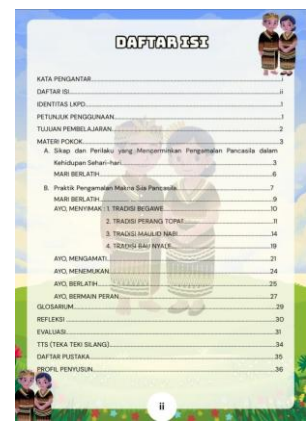 DAFTAR ISI
KATA PENGANTAR..........i
DAFTAR ISI..........ii
IDENTITAS LKPD..........1
PETUNJUK PENGGUNAAN..........1
TUJUAN PEMBELAJARAN..........2
MATERI POKOK..........3
A. Sikap dan Perilaku yang Mencerminkan Pengamalan Pancasila dalam
Kehidupan Sehari-hari..........3
MARI BERLATIH..........6
B. Praktik Pengamalan Makna Sila Pancasila..........7
MARI BERLATIH..........9
AYO, MENYIMAK : 1. TRADISI BEGAWE..........10
2. TRADISI PERANG TOPAT..........11
3. TRADISI MAULID NABI..........14
4. TRADISI BAU NYALE..........19
AYO, MENGAMATI..........21
AYO, MENEMUKAN..........24
AYO, BERLATIH..........25
AYO, BERMAIN PERAN..........27
GLOSARIUM..........29
REFLEKSI..........30
EVALUASI..........31
TTS (TEKA TEKI SILANG)..........34
DAFTAR PUSTAKA..........35
PROFIL PENYUSUN..........36
ii